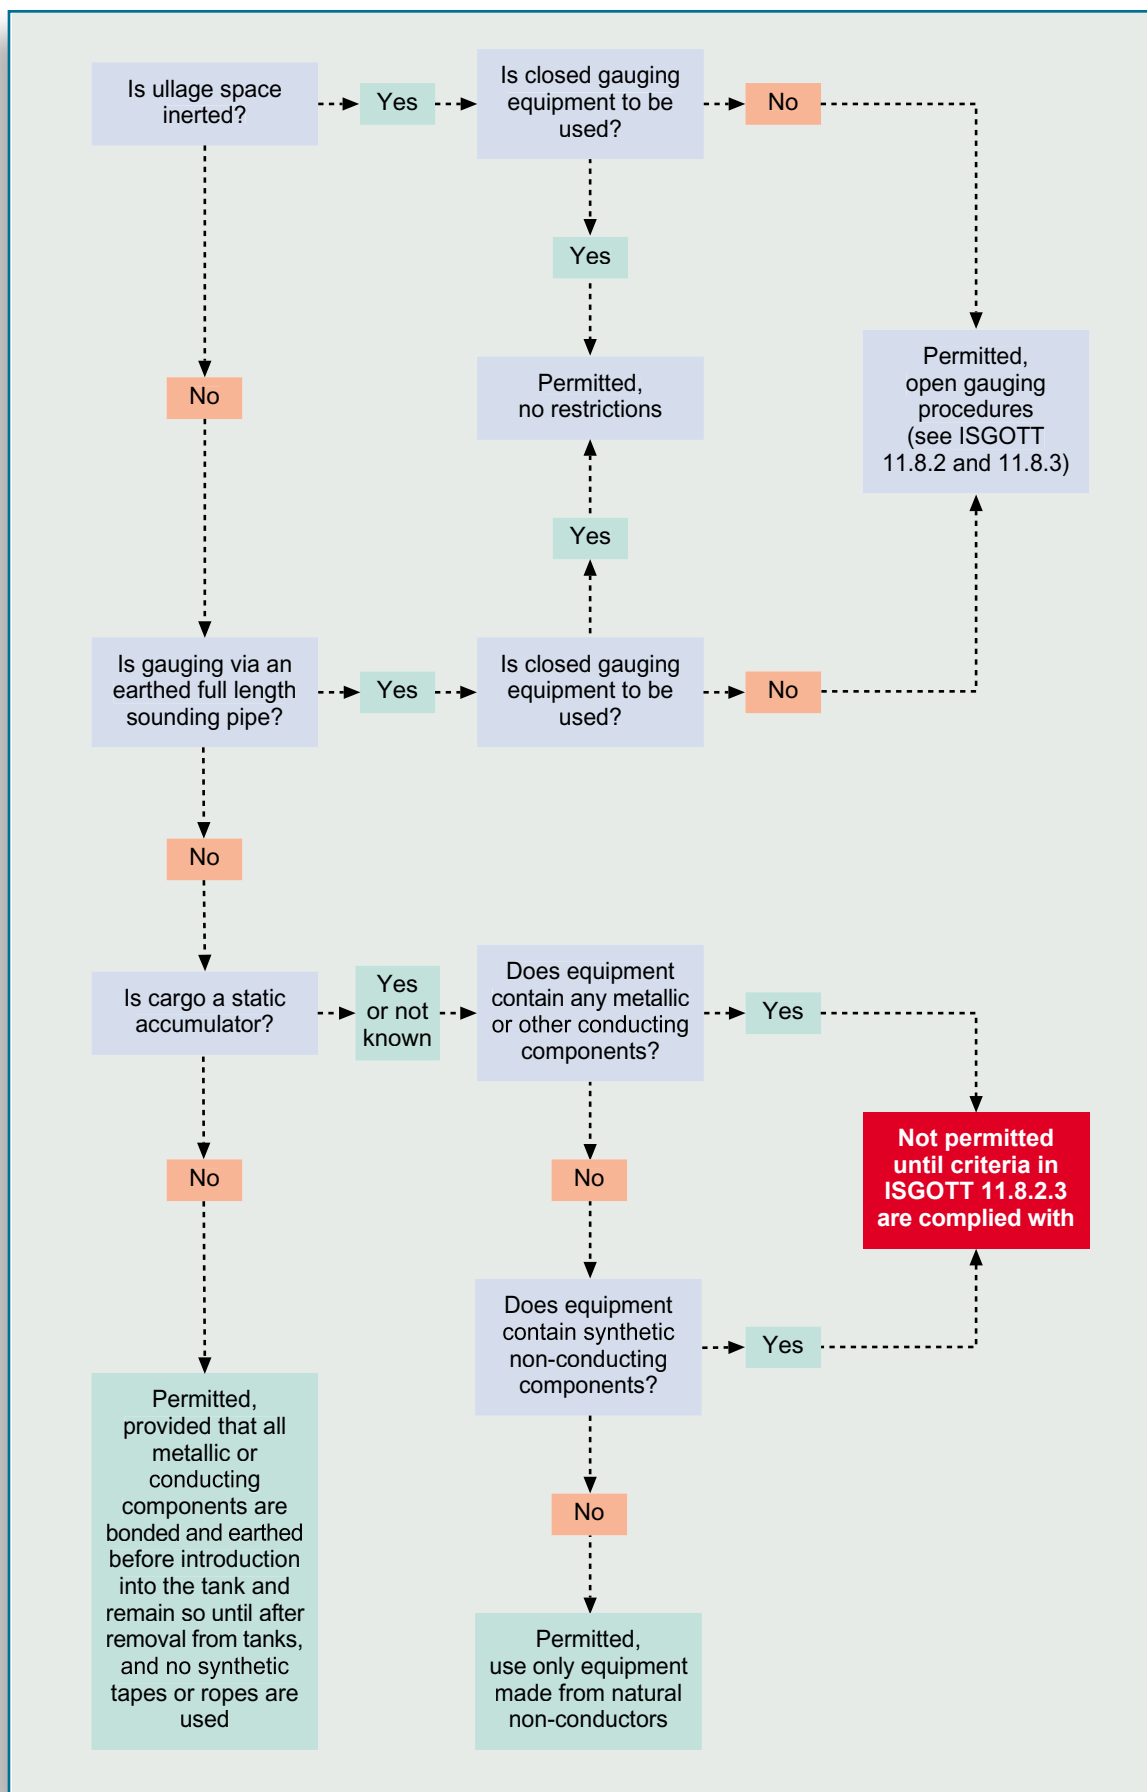 Is ullage space
inerted?
Yes
Is closed gauging
equipment to be
used?
No
Yes
Permitted,
no restrictions
Permitted,
open gauging
procedures
(see ISGOTT
11.8.2 and 11.8.3)
No
Yes
Is gauging via an
earthed full length
sounding pipe?
Yes
Is closed gauging
equipment to be
used?
No
No
Is cargo a static
accumulator?
Yes
or not
known
Does equipment
contain any metallic
or other conducting
components?
Yes
Not permitted
until criteria in
ISGOTT 11.8.2.3
are complied with
No
No
Does equipment
contain synthetic
non-conducting
components?
Yes
Permitted,
provided that all
metallic or
conducting
components are
bonded and earthed
before introduction
into the tank and
remain so until after
removal from tanks,
and no synthetic
tapes or ropes are
used
No
Permitted,
use only equipment
made from natural
non-conductors